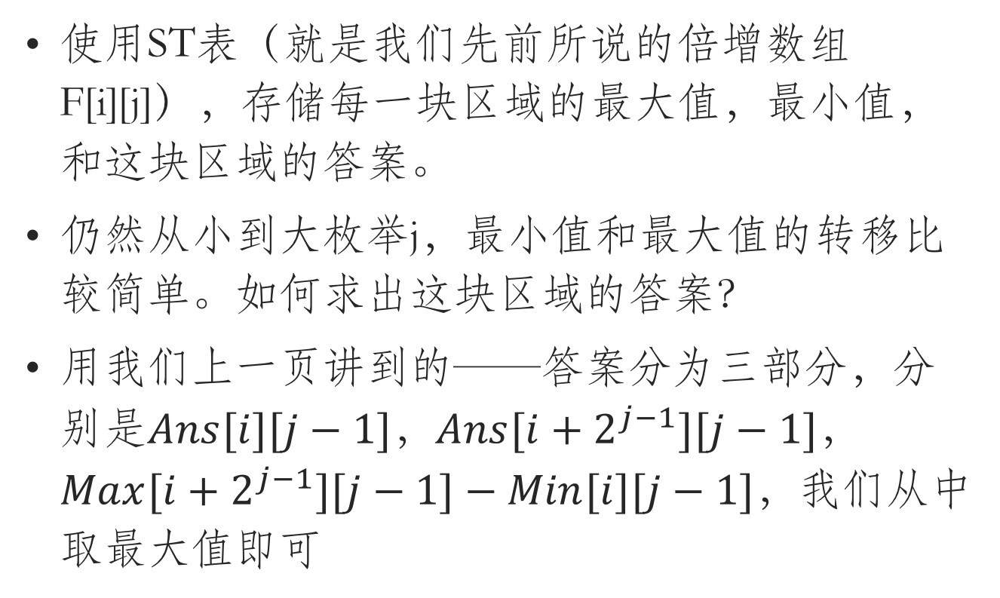 • 使用ST表（就是我们先前所说的倍增数组
F[i][j]），存储每一块区域的最大值，最小值，
和这块区域的答案。
• 仍然从小到大枚举j，最小值和最大值的转移比
较简单。如何求出这块区域的答案?
• 用我们上一页讲到的——答案分为三部分，分
别是Ans[i][j − 1]，Ans[i + 2^{j−1}][j − 1]，
Max[i + 2^{j−1}][j − 1] − Min[i][j − 1]，我们从中
取最大值即可